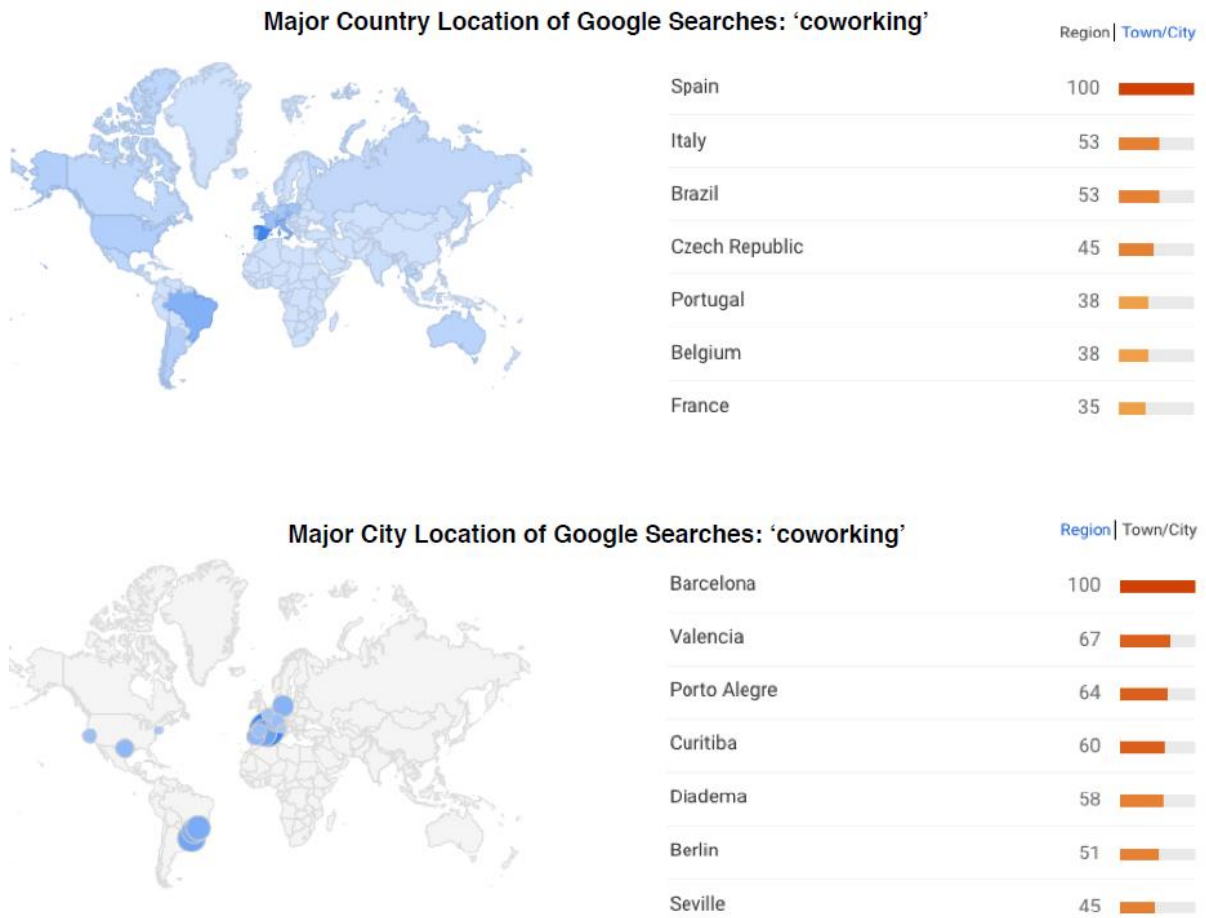 Major Country Location of Google Searches: ‘coworking’
Region | Town/City
Spain 100
Italy 53
Brazil 53
Czech Republic 45
Portugal 38
Belgium 38
France 35
Major City Location of Google Searches: ‘coworking’
Region | Town/City
Barcelona 100
Valencia 67
Porto Alegre 64
Curitiba 60
Diadema 58
Berlin 51
Seville 45